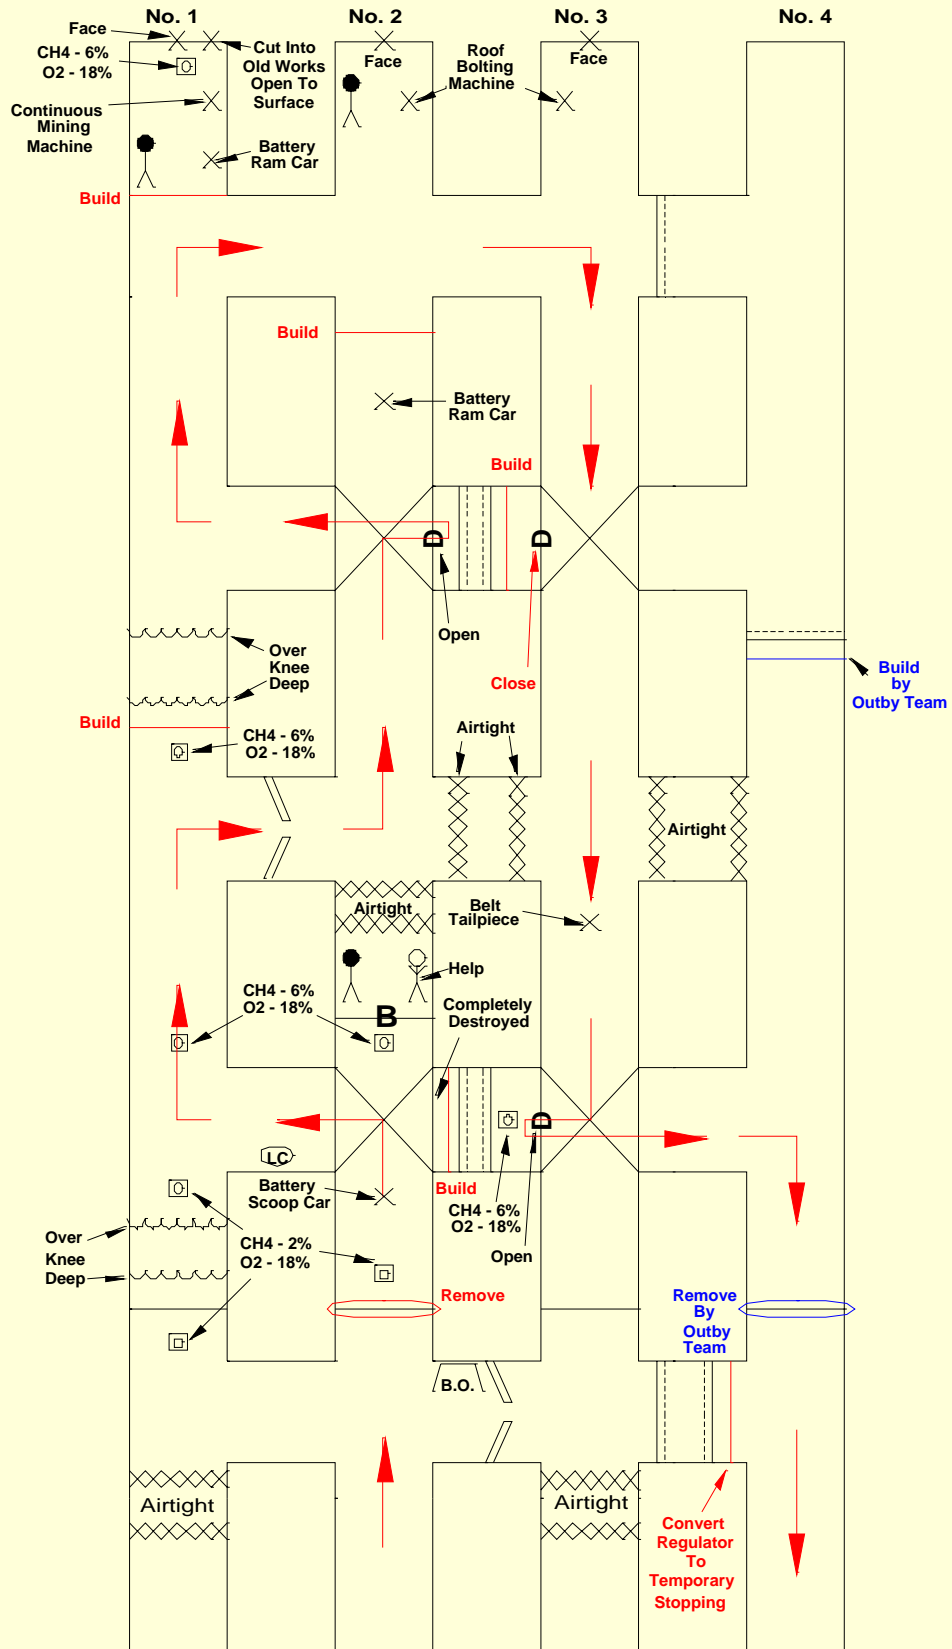 No. 1
No. 2
No. 3
No. 4
Face
CH4 - 6%
O2 - 18%
Cut Into
Old Works
Open To
Surface
Face
Roof
Bolting
Machine
Face
Continuous
Mining
Machine
Battery
Ram Car
Build
Build
Battery
Ram Car
Build
D
D
Open
Over
Knee
Deep
Close
Build
by
Outby Team
Build
CH4 - 6%
O2 - 18%
Airtight
Airtight
Airtight
Belt
Tailpiece
Help
CH4 - 6%
O2 - 18%
B
Completely
Destroyed
D
LC
Battery
Scoop Car
Build
CH4 - 6%
O2 - 18%
Open
Over
Knee
Deep
CH4 - 2%
O2 - 18%
Remove
Remove
By
Outby
Team
B.O.
Airtight
Airtight
Convert
Regulator
To
Temporary
Stopping